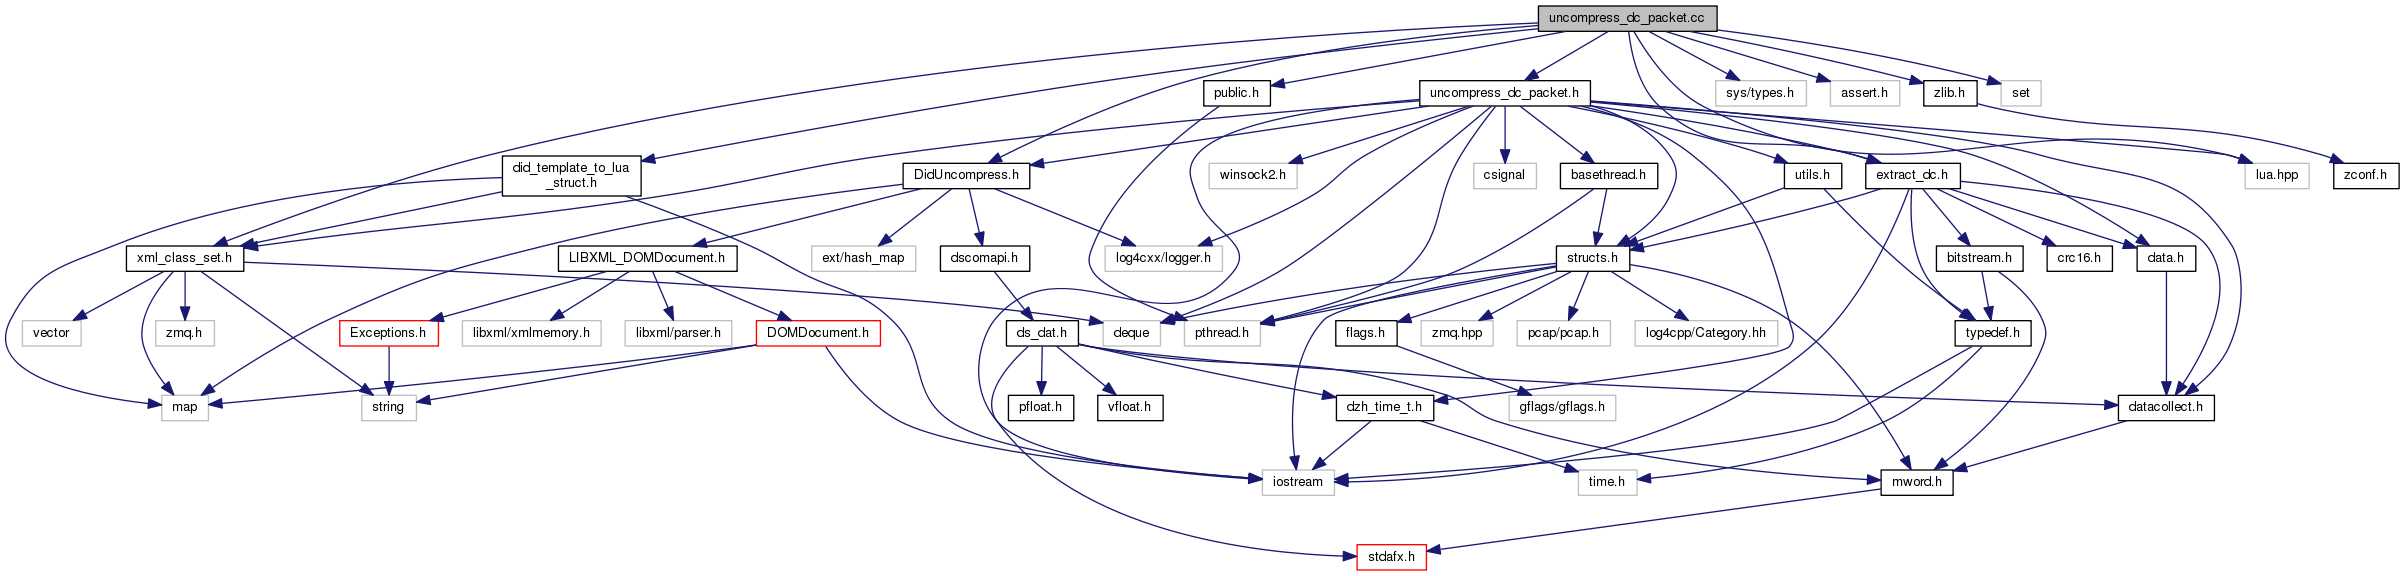 uncompress_dc_packet.cc
public.h
uncompress_dc_packet.h
sys/types.h
assert.h
zlib.h
set
did_template_to_lua
_struct.h
DidUncompress.h
winsock2.h
csignal
basethread.h
utils.h
extract_dc.h
lua.hpp
zconf.h
xml_class_set.h
LIBXML_DOMDocument.h
ext/hash_map
dscomapi.h
log4cxx/logger.h
structs.h
bitstream.h
crc16.h
data.h
vector
zmq.h
Exceptions.h
libxml/xmlmemory.h
libxml/parser.h
DOMDocument.h
ds_dat.h
deque
pthread.h
flags.h
zmq.hpp
pcap/pcap.h
log4cpp/Category.hh
typedef.h
map
string
pfloat.h
vfloat.h
dzh_time_t.h
gflags/gflags.h
datacollect.h
iostream
time.h
mword.h
stdafx.h